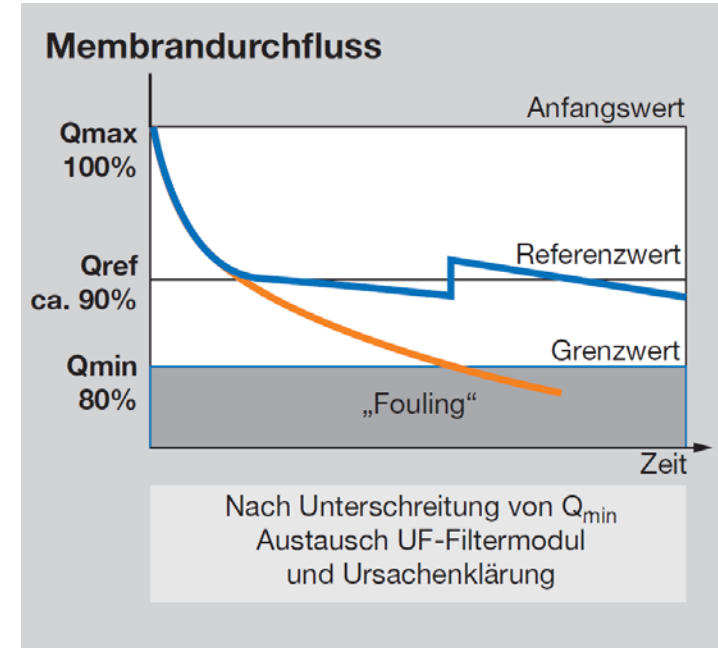 Membrandurchfluss
Anfangswert
Qmax
100%
Referenzwert
Qref
ca. 90%
Grenzwert
Qmin
80%
„Fouling“
Zeit
Nach Unterschreitung von Qmin
Austausch UF-Filtermodul
und Ursachenklärung